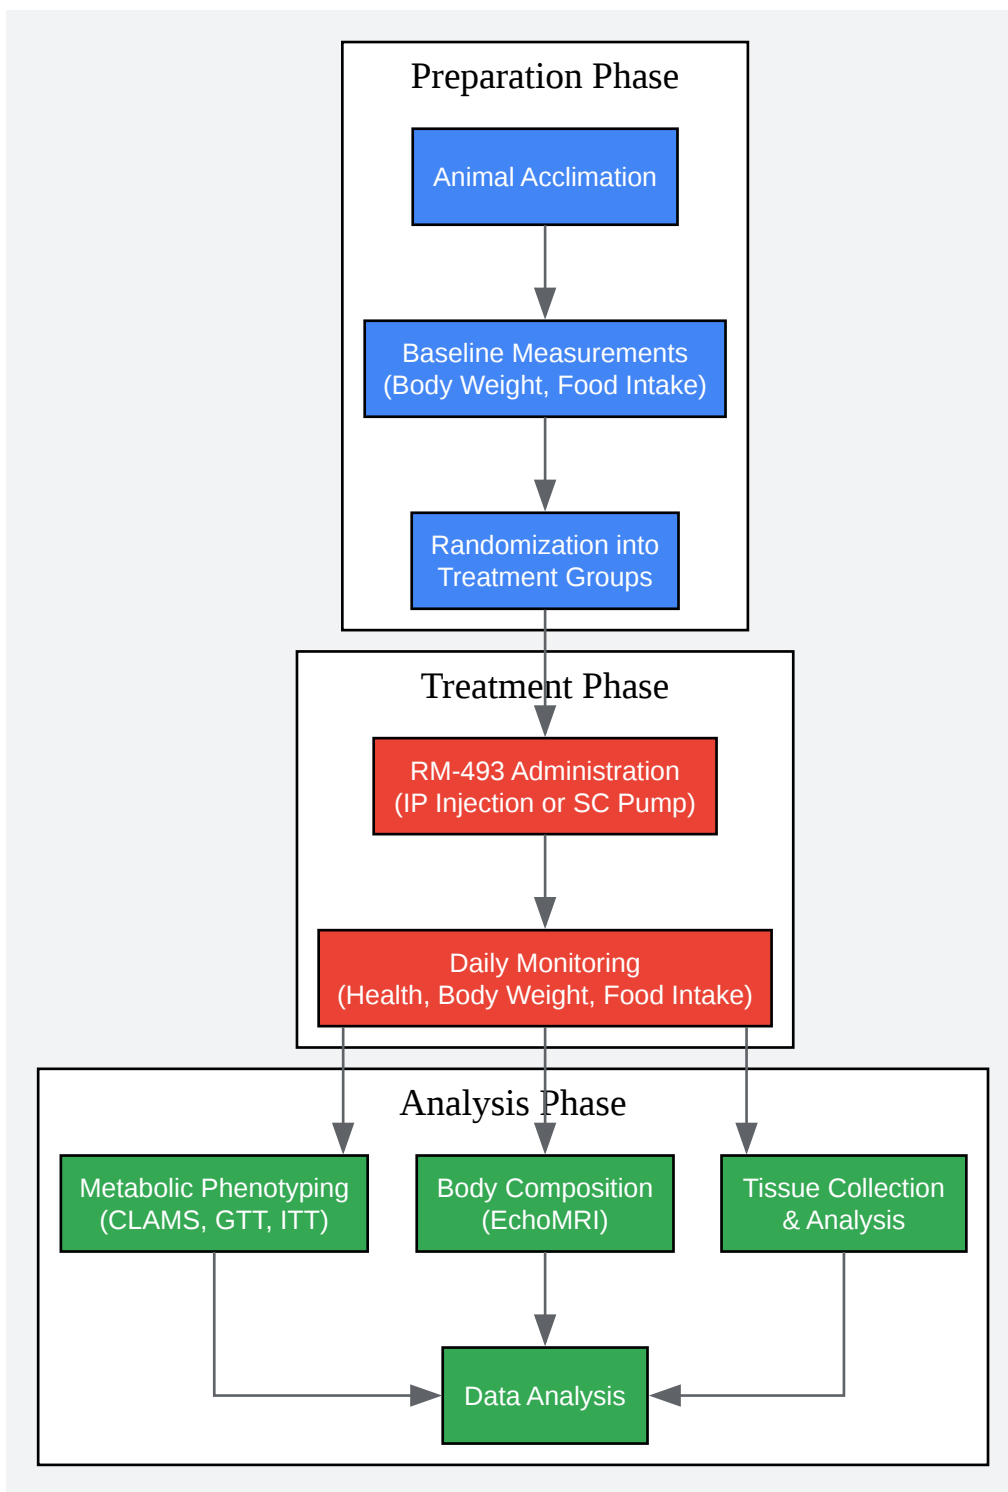 Preparation Phase
Animal Acclimation
Baseline Measurements
(Body Weight, Food Intake)
Randomization into
Treatment Groups
Treatment Phase
RM-493 Administration
(IP Injection or SC Pump)
Daily Monitoring
(Health, Body Weight, Food Intake)
Analysis Phase
Metabolic Phenotyping
(CLAMS, GTT, ITT)
Body Composition
(EchoMRI)
Tissue Collection
& Analysis
Data Analysis